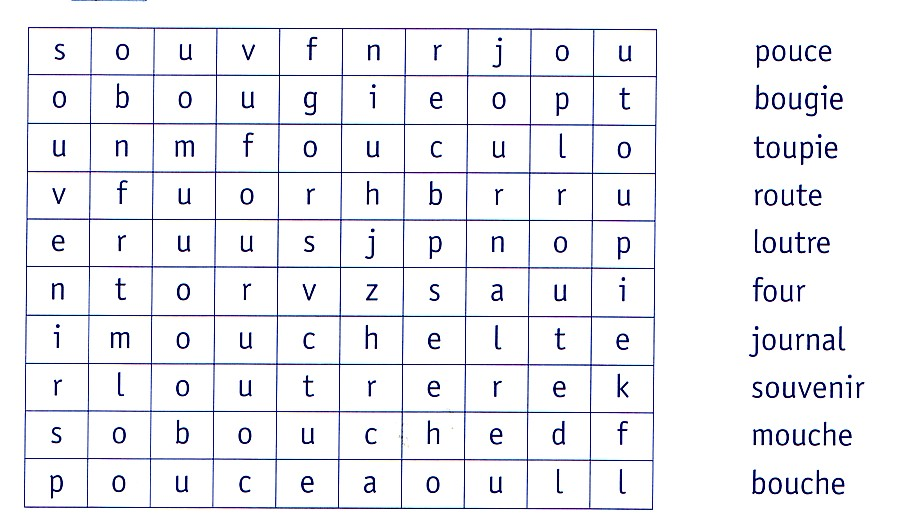 s o u v f n r j o u pouce
o b o u g i e o p t bougie
u n m f o u c u l o toupie
v f u o r h b r r u route
e r u u s j p n o p loutre
n t o r v z s a u i four
i m o u c h e l t e journal
r l o u t r e r e k souvenir
s o b o u c h e d f mouche
p o u c e a o u l l bouche